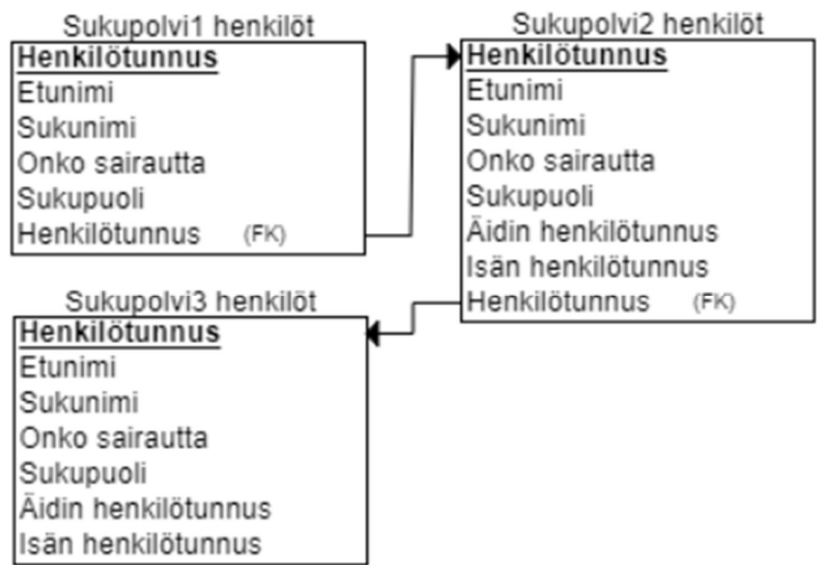 Sukupolvi1 henkilöt
Henkilötunnus
Etunimi
Sukunimi
Onko sairautta
Sukupuoli
Henkilötunnus (FK)
Sukupolvi2 henkilöt
Henkilötunnus
Etunimi
Sukunimi
Onko sairautta
Sukupuoli
Äidin henkilötunnus
Isän henkilötunnus
Henkilötunnus (FK)
Sukupolvi3 henkilöt
Henkilötunnus
Etunimi
Sukunimi
Onko sairautta
Sukupuoli
Äidin henkilötunnus
Isän henkilötunnus